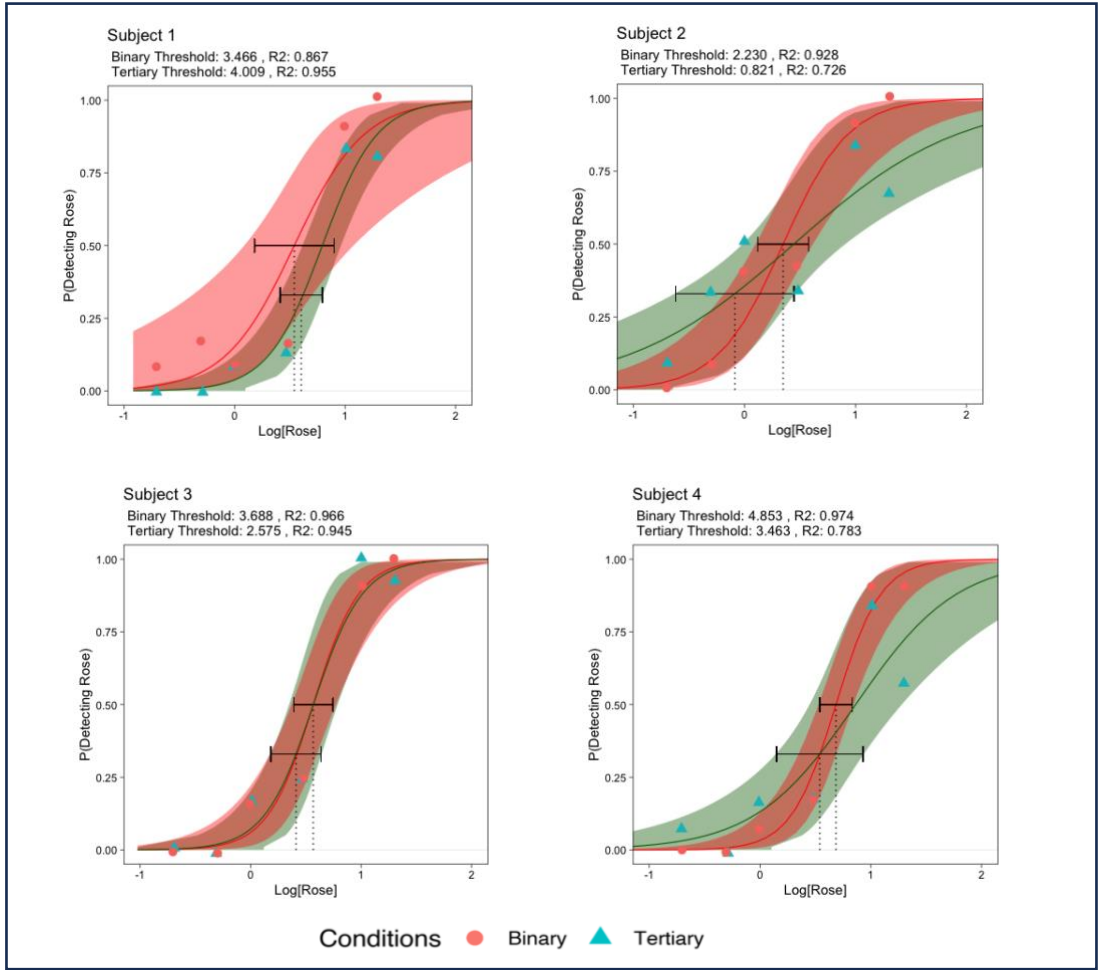 Subject 1
Binary Threshold: 3.466 , R2: 0.867
Tertiary Threshold: 4.009 , R2: 0.955
1.00
0.75
0.50
0.25
0.00
P(Detecting Rose)
-1 0 1 2
Log[Rose]
Subject 2
Binary Threshold: 2.230 , R2: 0.928
Tertiary Threshold: 0.821 , R2: 0.726
1.00
0.75
0.50
0.25
0.00
P(Detecting Rose)
-1 0 1 2
Log[Rose]
Subject 3
Binary Threshold: 3.688 , R2: 0.966
Tertiary Threshold: 2.575 , R2: 0.945
1.00
0.75
0.50
0.25
0.00
P(Detecting Rose)
-1 0 1 2
Log[Rose]
Subject 4
Binary Threshold: 4.853 , R2: 0.974
Tertiary Threshold: 3.463 , R2: 0.783
1.00
0.75
0.50
0.25
0.00
P(Detecting Rose)
-1 0 1 2
Log[Rose]
Conditions Binary Tertiary